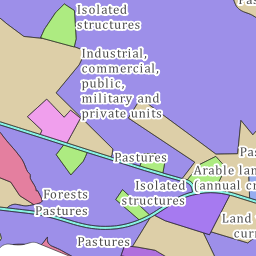 Isolated
structures
Industrial,
commercial,
public,
military and
private units
Pastures
Arable lan
(annual cr
Isolated
structures
Forests
Pastures
Land
curr
Pastures
Pas